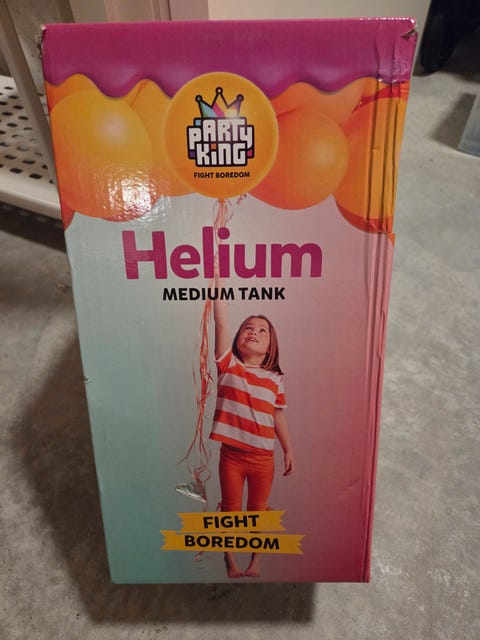 PARTY
KING
FIGHT BOREDOM
Helium
MEDIUM TANK
FIGHT
BOREDOM